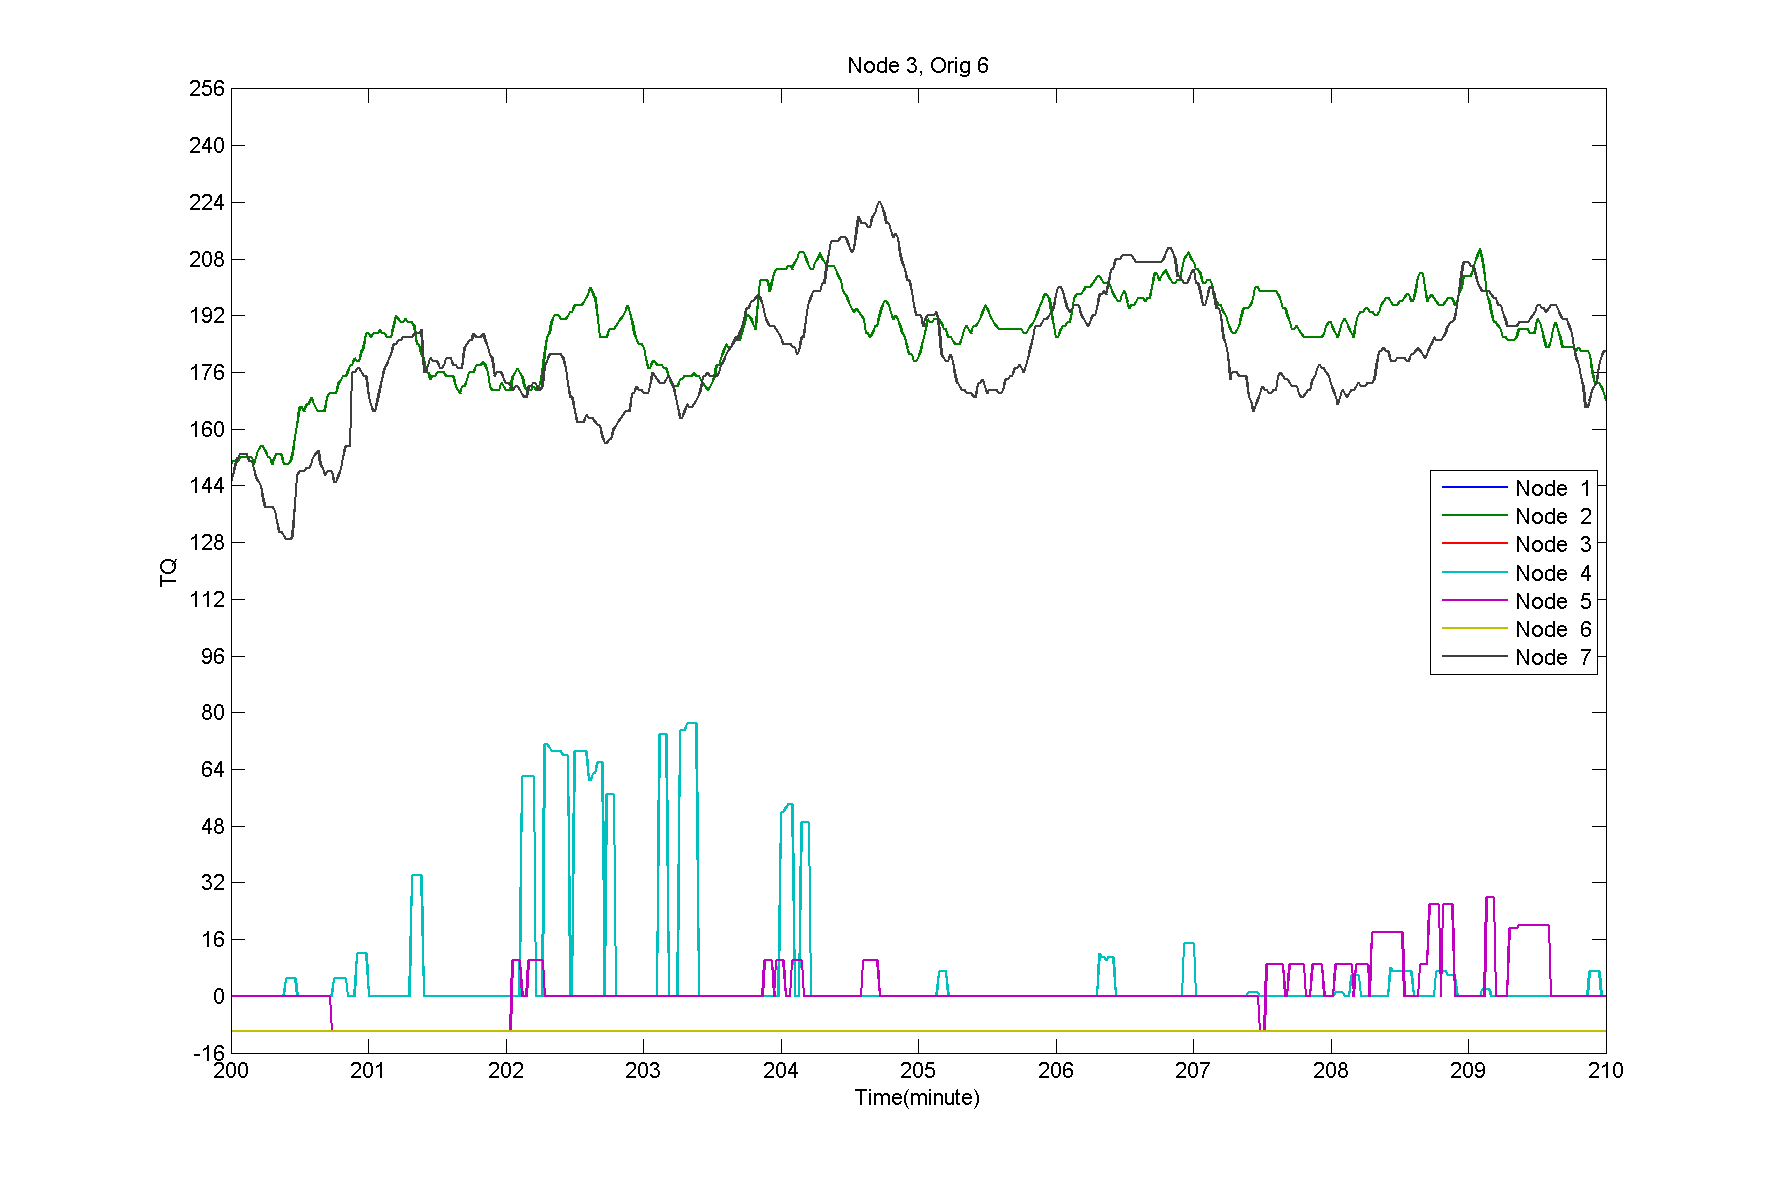 Node 3, Orig 6
256
240
224
208
192
176
160
144
128
112
96
80
64
48
32
16
0
-16
TQ
Node 1
Node 2
Node 3
Node 4
Node 5
Node 6
Node 7
200 201 202 203 204 205 206 207 208 209 210
Time(minute)